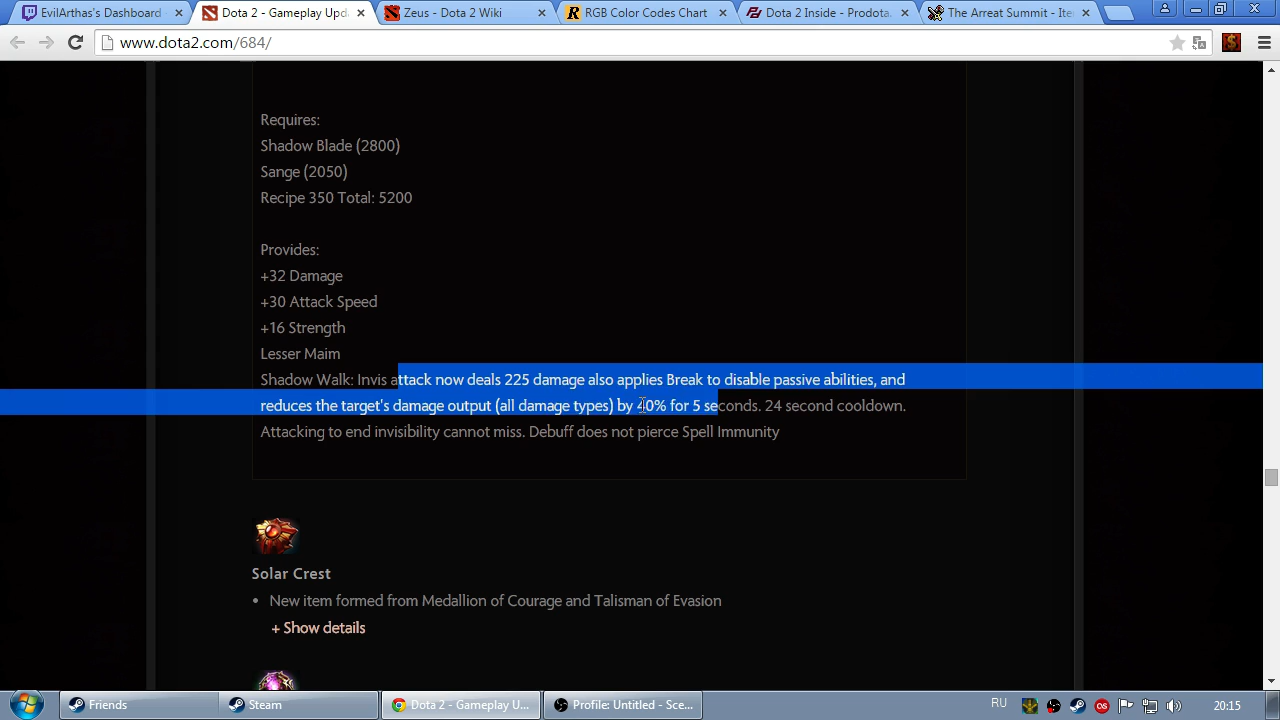 EvilArthas's Dashboard
Dota 2 - Gameplay Upd
Zeus - Dota 2 Wiki
RGB Color Codes Chart
Dota 2 Inside - Prodota.
The Arreat Summit - Ite
www.dota2.com/684/
Requires:
Shadow Blade (2800)
Sange (2050)
Recipe 350 Total: 5200
Provides:
+32 Damage
+30 Attack Speed
+16 Strength
Lesser Maim
Shadow Walk: Invis attack now deals 225 damage also applies Break to disable passive abilities, and
reduces the target's damage output (all damage types) by 40% for 5 seconds. 24 second cooldown.
Attacking to end invisibility cannot miss. Debuff does not pierce Spell Immunity
Solar Crest
• New item formed from Medallion of Courage and Talisman of Evasion
+ Show details
Friends
Steam
Dota 2 - Gameplay U...
Profile: Untitled - Sce...
RU
20:15